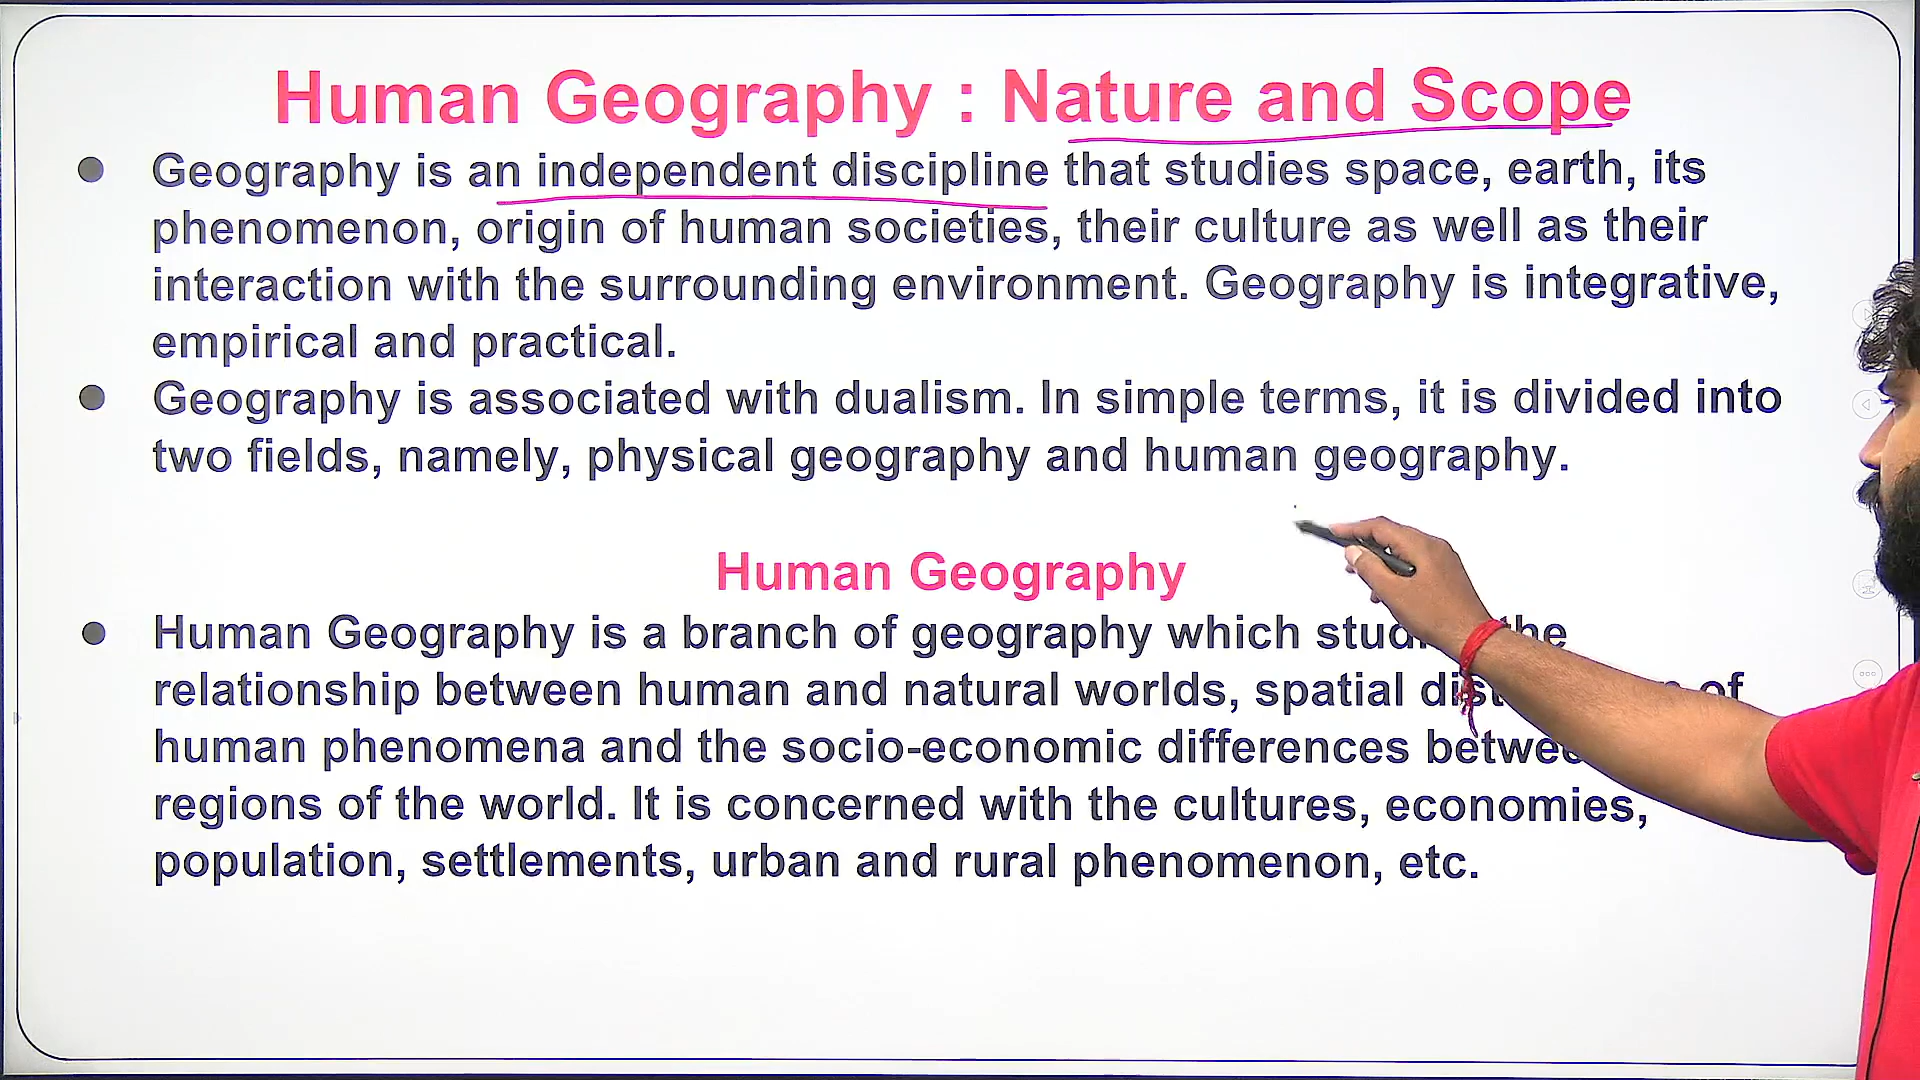 Human Geography : Nature and Scope
● Geography is an independent discipline that studies space, earth, its
phenomenon, origin of human societies, their culture as well as their
interaction with the surrounding environment. Geography is integrative,
empirical and practical.
● Geography is associated with dualism. In simple terms, it is divided into
two fields, namely, physical geography and human geography.
Human Geography
● Human Geography is a branch of geography which the
relationship between human and natural worlds, spatial of
human phenomena and the socio-economic differences
regions of the world. It is concerned with the cultures, economies,
population, settlements, urban and rural phenomenon, etc.